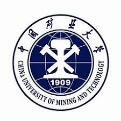 中国矿业大学
CHINA UNIVERSITY OF MINING AND TECHNOLOGY
1909